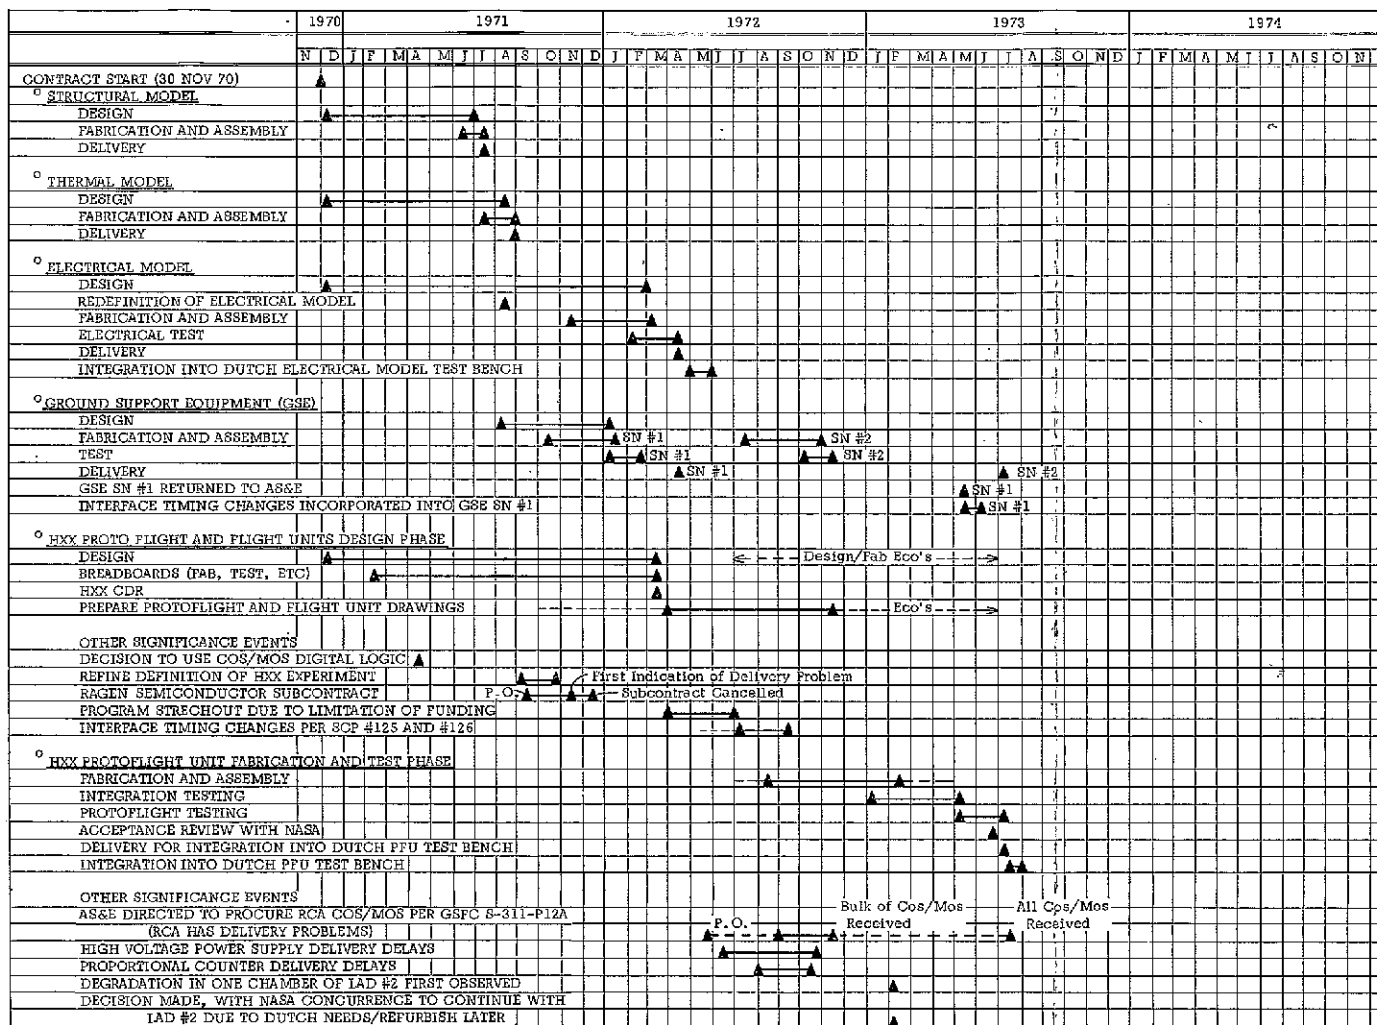 1970 1971 1972 1973 1974
N D J F M A M J J A S O N D J F M A M J J A S O N D J F M A M J J A S O N D J F M A M J J A S O N
CONTRACT START (30 NOV 70)
STRUCTURAL MODEL
DESIGN
FABRICATION AND ASSEMBLY
DELIVERY
THERMAL MODEL
DESIGN
FABRICATION AND ASSEMBLY
DELIVERY
ELECTRICAL MODEL
DESIGN
REDEFINITION OF ELECTRICAL MODEL
FABRICATION AND ASSEMBLY
ELECTRICAL TEST
DELIVERY
INTEGRATION INTO DUTCH ELECTRICAL MODEL TEST BENCH
GROUND SUPPORT EQUIPMENT (GSE)
DESIGN
FABRICATION AND ASSEMBLY SN #1 SN #2
TEST SN #1 SN #2
DELIVERY SN #1 SN #2
GSE SN #1 RETURNED TO AS&E SN #1
INTERFACE TIMING CHANGES INCORPORATED INTO GSE SN #1 SN #1
HXX PROTO FLIGHT AND FLIGHT UNITS DESIGN PHASE
DESIGN Design/Fab Eco's
BREADBOARDS (FAB, TEST, ETC)
HXX CDR
PREPARE PROTOFLIGHT AND FLIGHT UNIT DRAWINGS Eco's
OTHER SIGNIFICANCE EVENTS
DECISION TO USE COS/MOS DIGITAL LOGIC
REFINE DEFINITION OF HXX EXPERIMENT First Indication of Delivery Problem
RAGEN SEMICONDUCTOR SUBCONTRACT P.O. Subcontract Cancelled
PROGRAM STRECHOUT DUE TO LIMITATION OF FUNDING
INTERFACE TIMING CHANGES PER SCP #125 AND #126
HXX PROTOFLIGHT UNIT FABRICATION AND TEST PHASE
FABRICATION AND ASSEMBLY
INTEGRATION TESTING
PROTOFLIGHT TESTING
ACCEPTANCE REVIEW WITH NASA
DELIVERY FOR INTEGRATION INTO DUTCH PFU TEST BENCH
INTEGRATION INTO DUTCH PFU TEST BENCH
OTHER SIGNIFICANCE EVENTS
AS&E DIRECTED TO PROCURE RCA COS/MOS PER GSFC S-311-P12A Bulk of Cos/Mos All Cos/Mos
(RCA HAS DELIVERY PROBLEMS) P.O. Received Received
HIGH VOLTAGE POWER SUPPLY DELIVERY DELAYS
PROPORTIONAL COUNTER DELIVERY DELAYS
DEGRADATION IN ONE CHAMBER OF LAD #2 FIRST OBSERVED
DECISION MADE, WITH NASA CONCURRENCE TO CONTINUE WITH
LAD #2 DUE TO DUTCH NEEDS/REFURBISH LATER